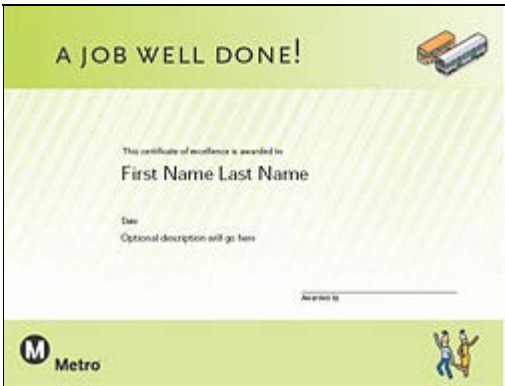 A JOB WELL DONE!
This certificate of excellence is awarded to
First Name Last Name
Date
Optional description will go here
Awarded by
M
Metro